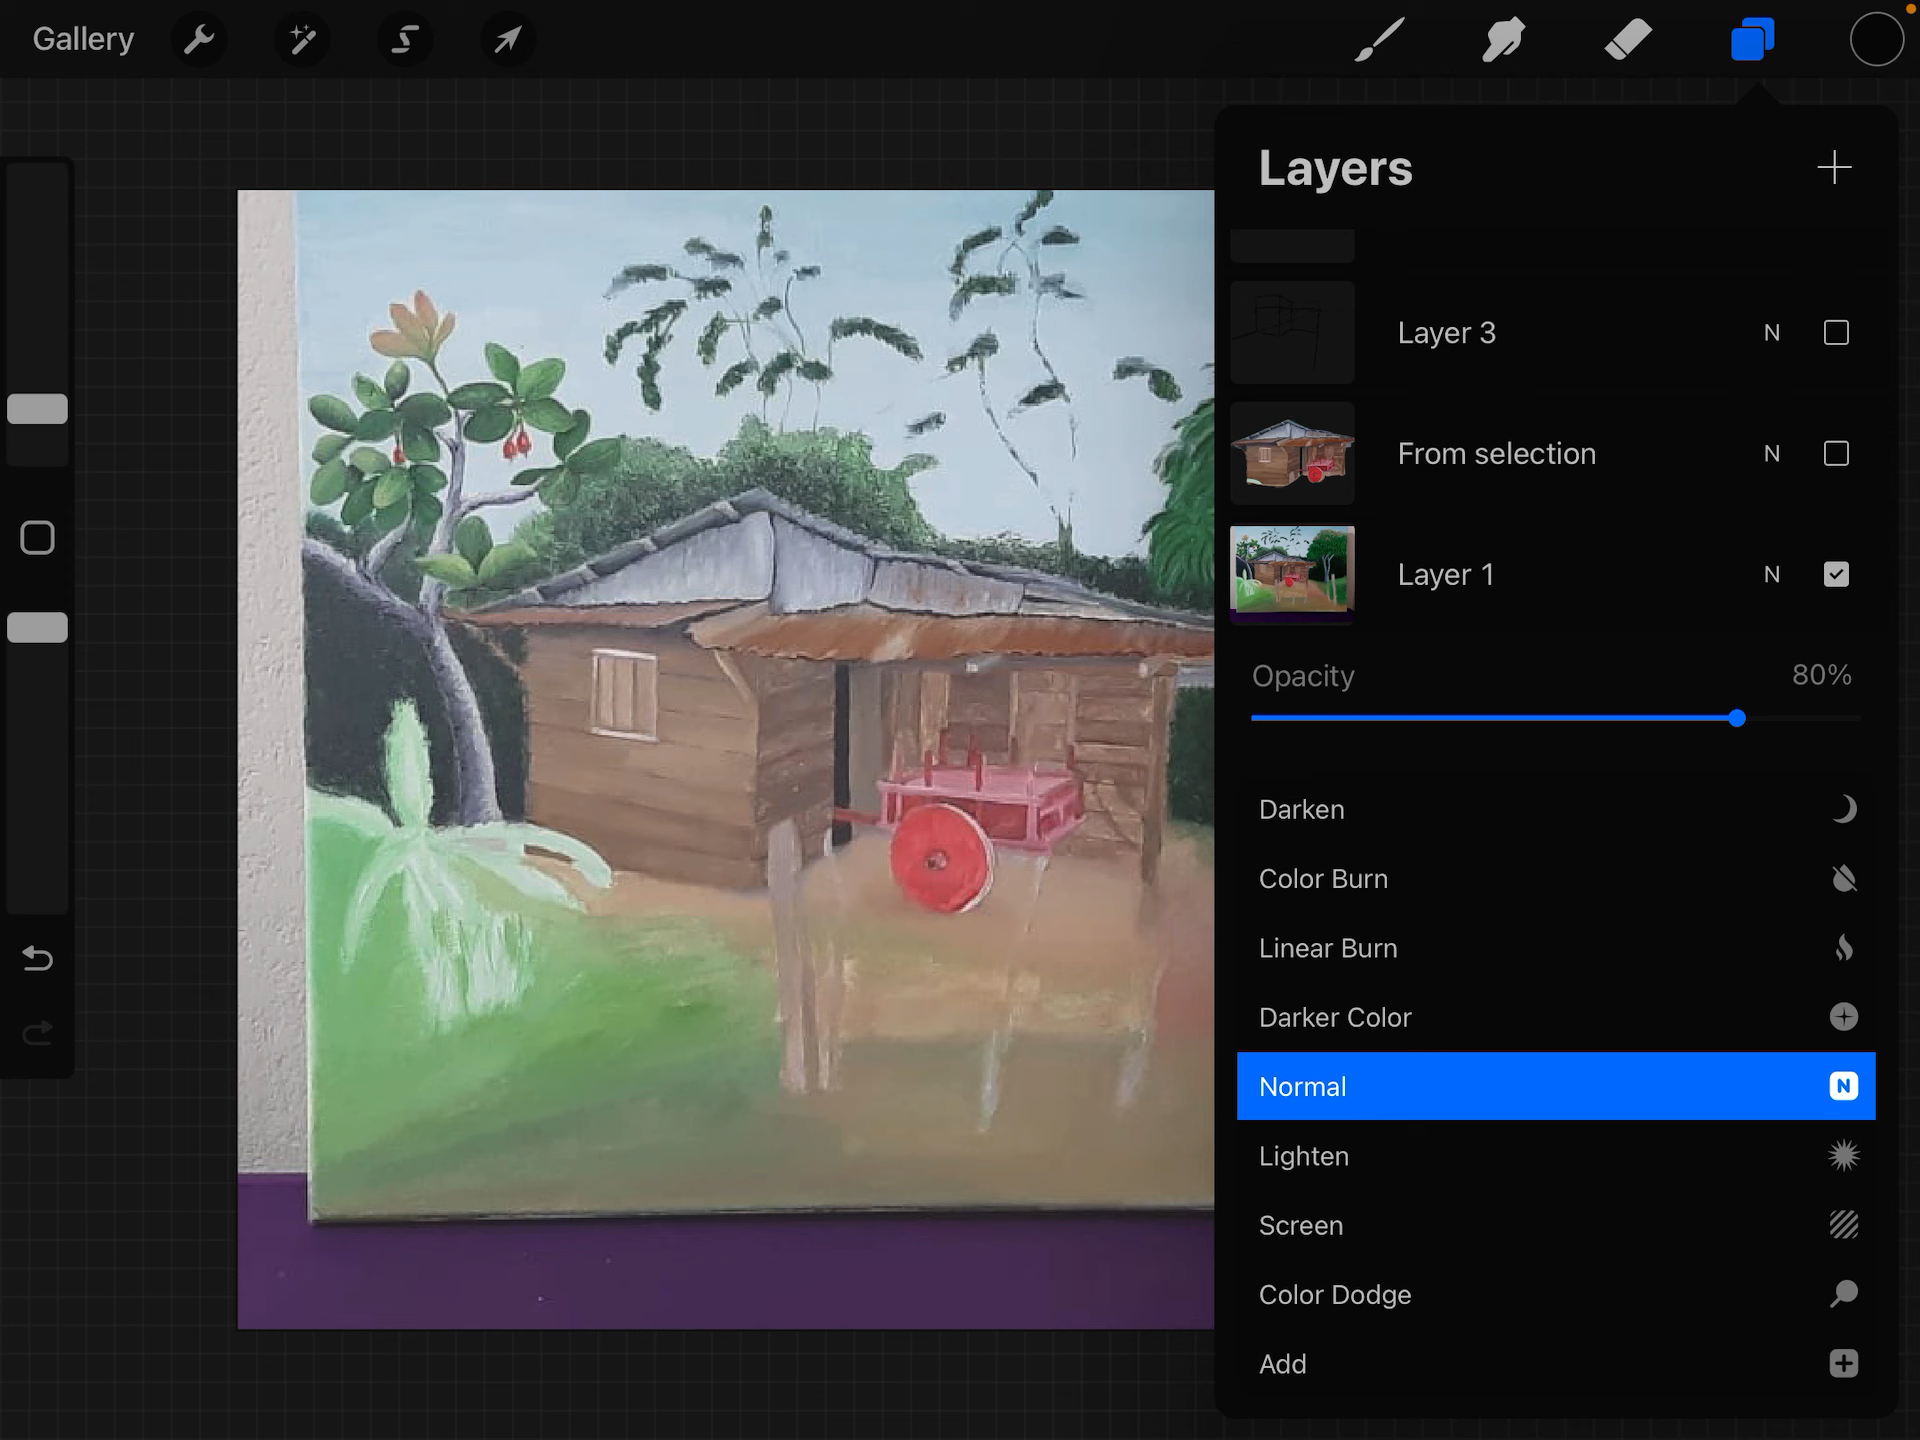 Gallery
Layers
Layer 3 N
From selection N
Layer 1 N
Opacity 80%
Darken
Color Burn
Linear Burn
Darker Color
Normal N
Lighten
Screen
Color Dodge
Add